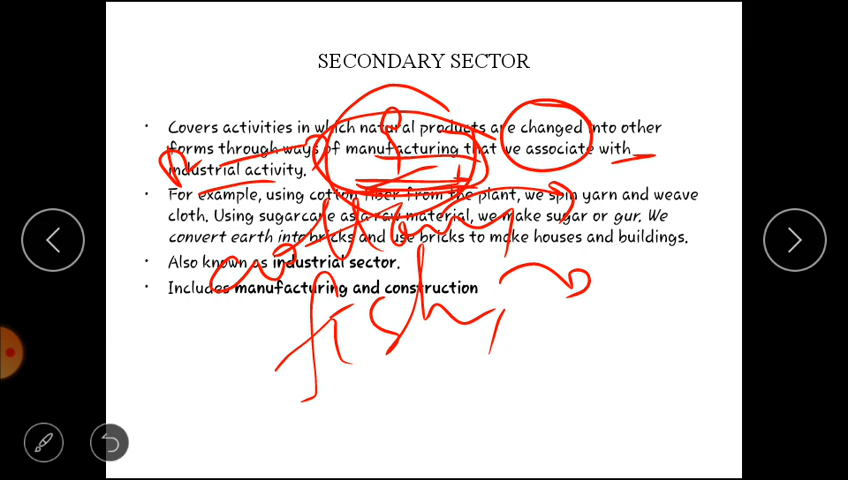 SECONDARY SECTOR
• Covers activities in which natural products are changed into other
forms through ways of manufacturing that we associate with
industrial activity.
• For example, using cotton fiber from the plant, we spin yarn and weave
cloth. Using sugarcane as a raw material, we make sugar or gur. We
convert earth into bricks and use bricks to make houses and buildings.
• Also known as industrial sector.
• Includes manufacturing and construction
fish,